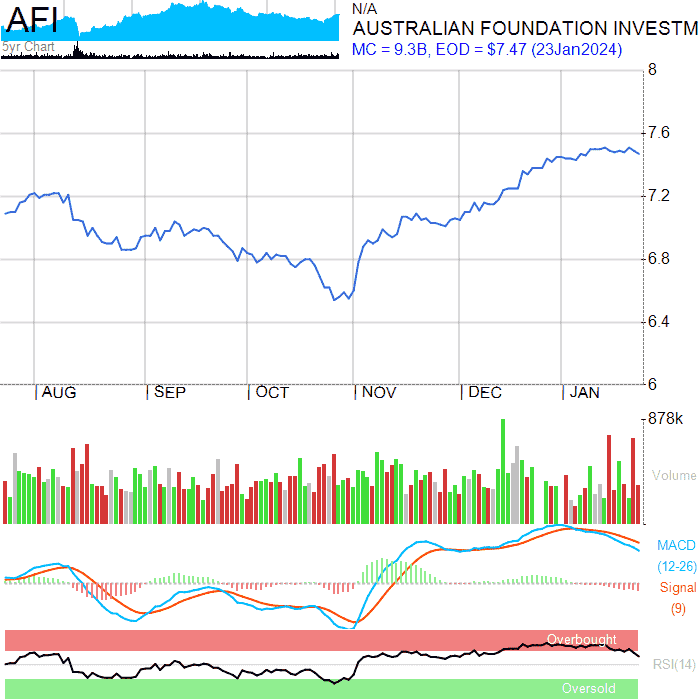 AFI
5yr Chart
N/A
AUSTRALIAN FOUNDATION INVESTM
MC = 9.3B, EOD = $7.47 (23Jan2024)
8
7.6
7.2
6.8
6.4
6
AUG SEP OCT NOV DEC JAN
878k
Volume
MACD
(12-26)
Signal
(9)
Overbought
RSI(14)
Oversold